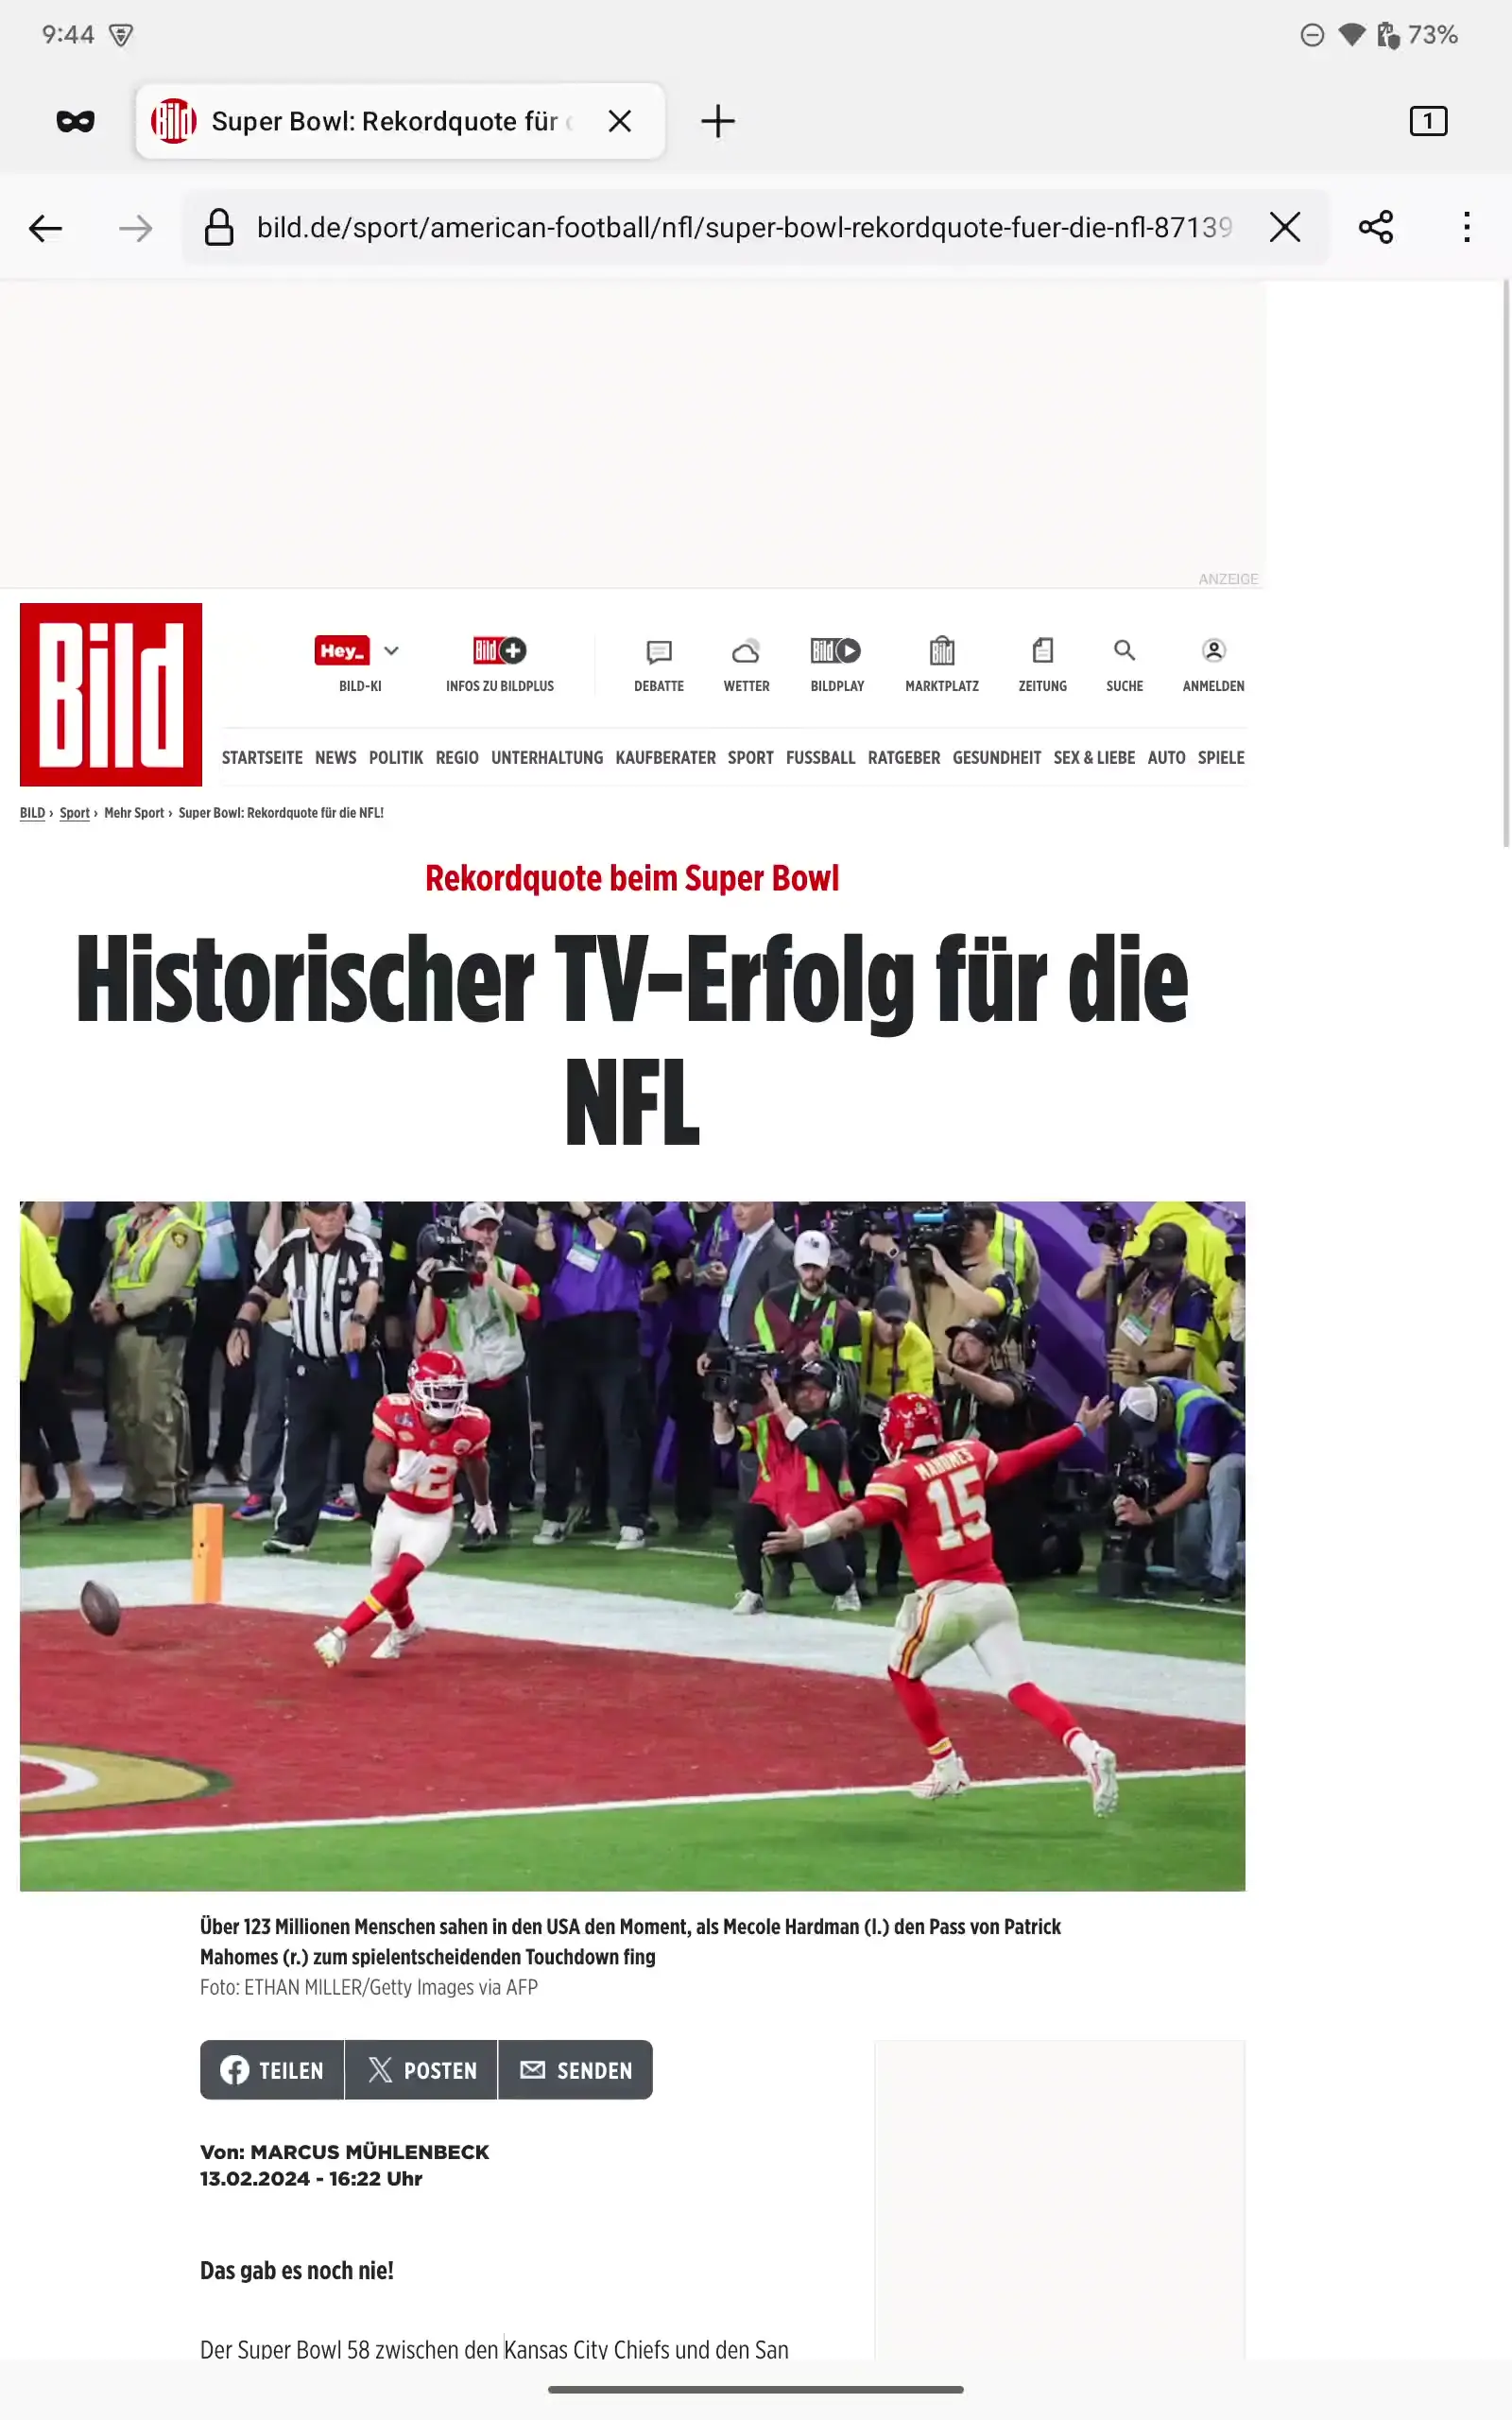 9:44
73%
Bild
Super Bowl: Rekordquote für
1
bild.de/sport/american-football/nfl/super-bowl-rekordquote-fuer-die-nfl-87139
ANZEIGE
Bild
Hey_
Bild
Bild
Bild
BILD-KI
INFOS ZU BILDPLUS
DEBATTE
WETTER
BILDPLAY
MARKTPLATZ
ZEITUNG
SUCHE
ANMELDEN
STARTSEITE NEWS POLITIK REGIO UNTERHALTUNG KAUFBERATER SPORT FUSSBALL RATGEBER GESUNDHEIT SEX & LIEBE AUTO SPIELE
BILD › Sport › Mehr Sport › Super Bowl: Rekordquote für die NFL!
Rekordquote beim Super Bowl
Historischer TV-Erfolg für die
NFL
MAHOMES
15
Über 123 Millionen Menschen sahen in den USA den Moment, als Mecole Hardman (l.) den Pass von Patrick
Mahomes (r.) zum spielentscheidenden Touchdown fing
Foto: ETHAN MILLER/Getty Images via AFP
TEILEN
POSTEN
SENDEN
Von: MARCUS MÜHLENBECK
13.02.2024 - 16:22 Uhr
Das gab es noch nie!
Der Super Bowl 58 zwischen den Kansas City Chiefs und den San